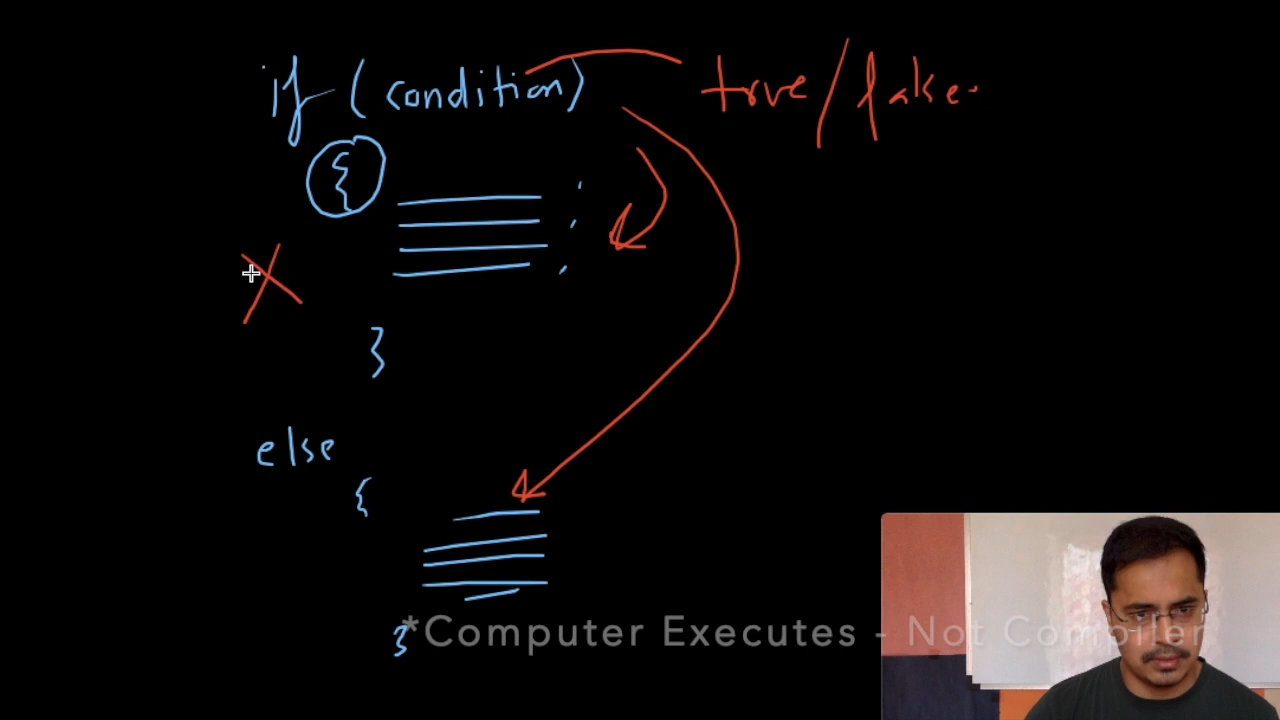 if (condition) true/false.
{
;
;
;
}
else
{
}
*Computer Executes - Not Compiler